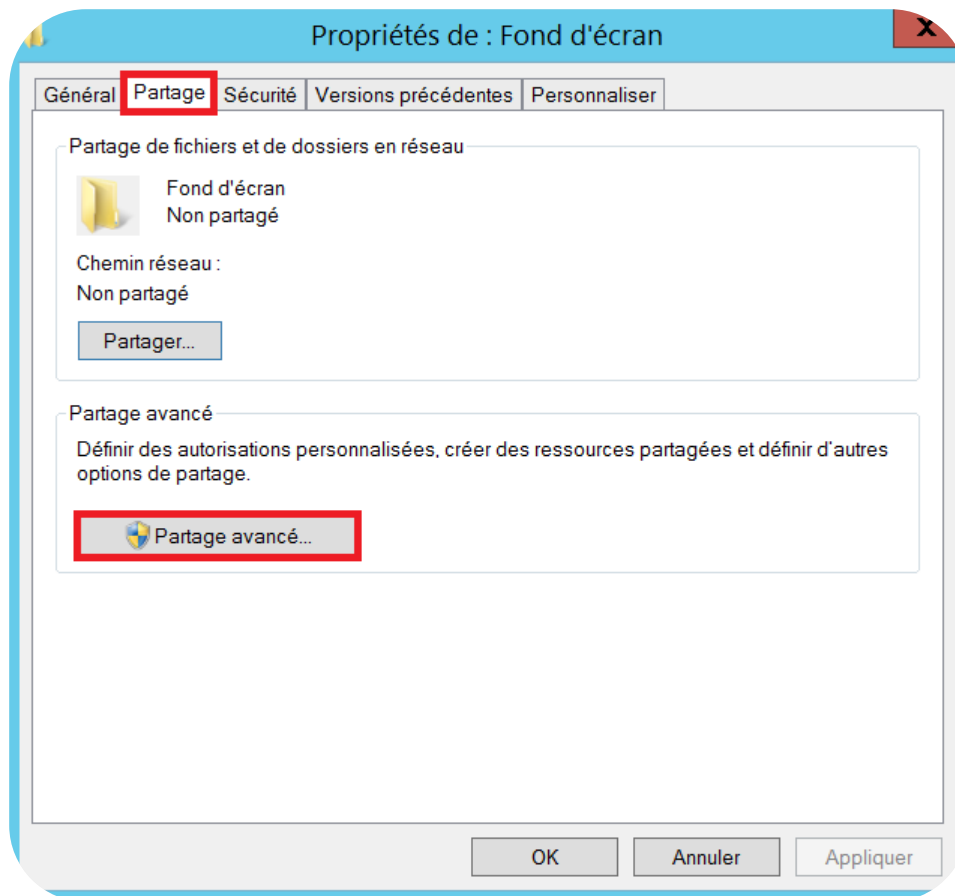 Propriétés de : Fond d'écran
X
Général Partage Sécurité Versions précédentes Personnaliser
Partage de fichiers et de dossiers en réseau
Fond d'écran
Non partagé
Chemin réseau :
Non partagé
Partager...
Partage avancé
Définir des autorisations personnalisées, créer des ressources partagées et définir d'autres
options de partage.
Partage avancé...
OK Annuler Appliquer